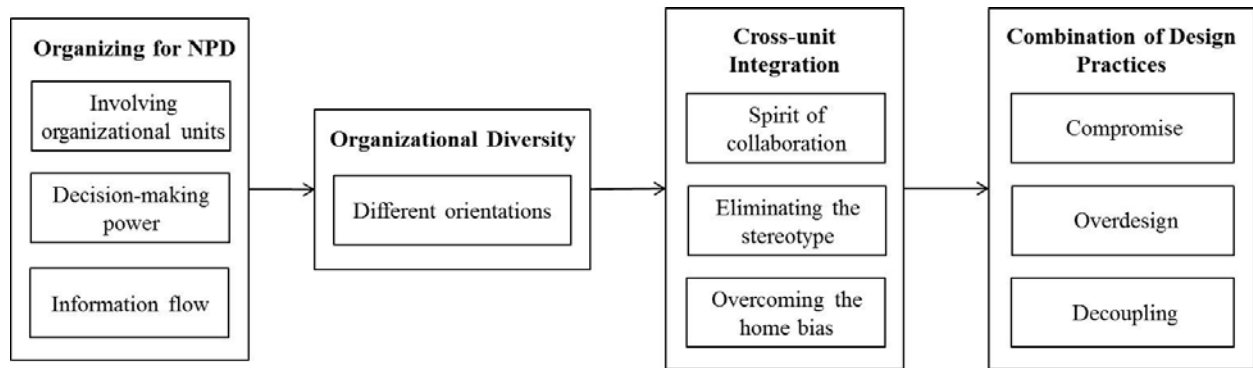 Organizing for NPD
Involving
organizational units
Decision-making
power
Information flow
Organizational Diversity
Different orientations
Cross-unit
Integration
Spirit of
collaboration
Eliminating the
stereotype
Overcoming the
home bias
Combination of Design
Practices
Compromise
Overdesign
Decoupling